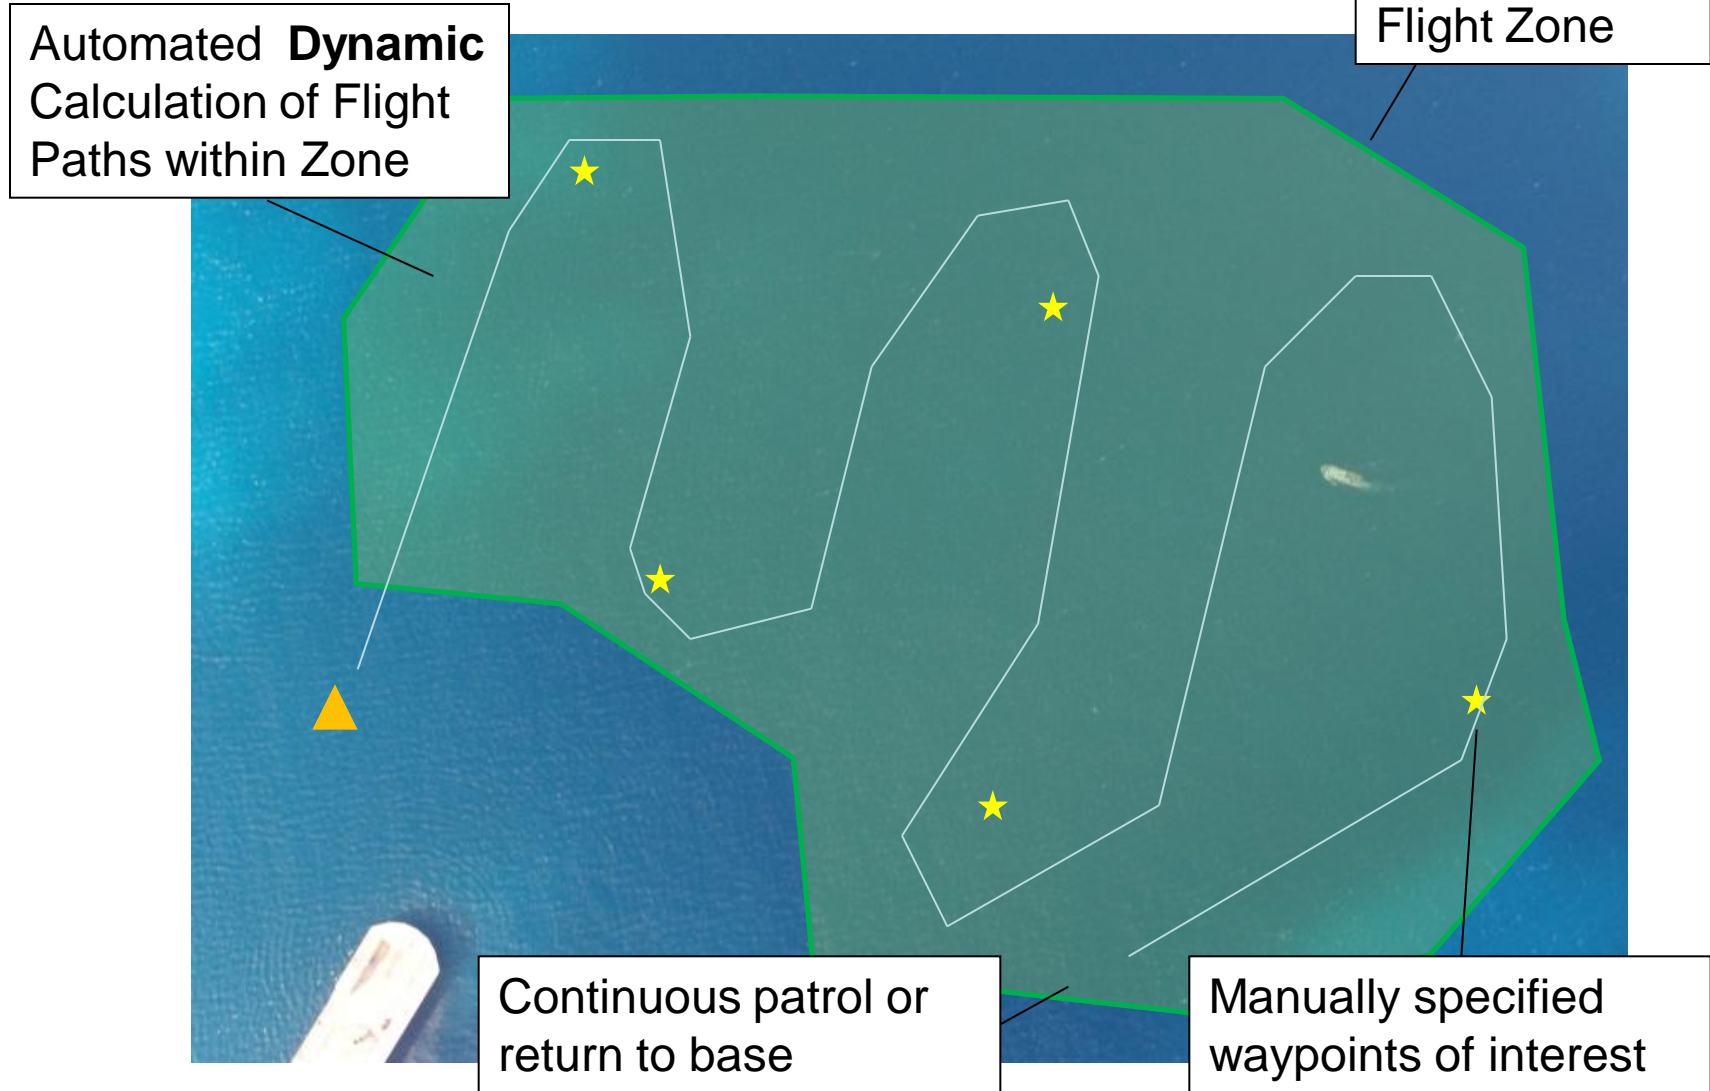 Automated Dynamic
Calculation of Flight
Paths within Zone
Flight Zone
Continuous patrol or
return to base
Manually specified
waypoints of interest